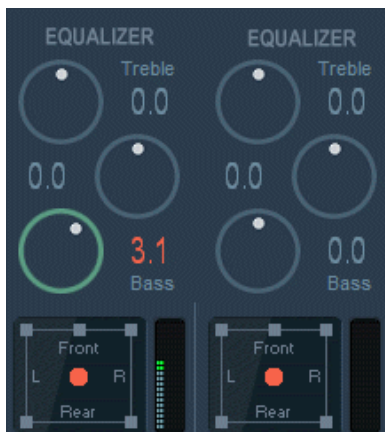 EQUALIZER
Treble
0.0
0.0
3.1
Bass
Front
L R
Rear
EQUALIZER
Treble
0.0
0.0
0.0
Bass
Front
L R
Rear